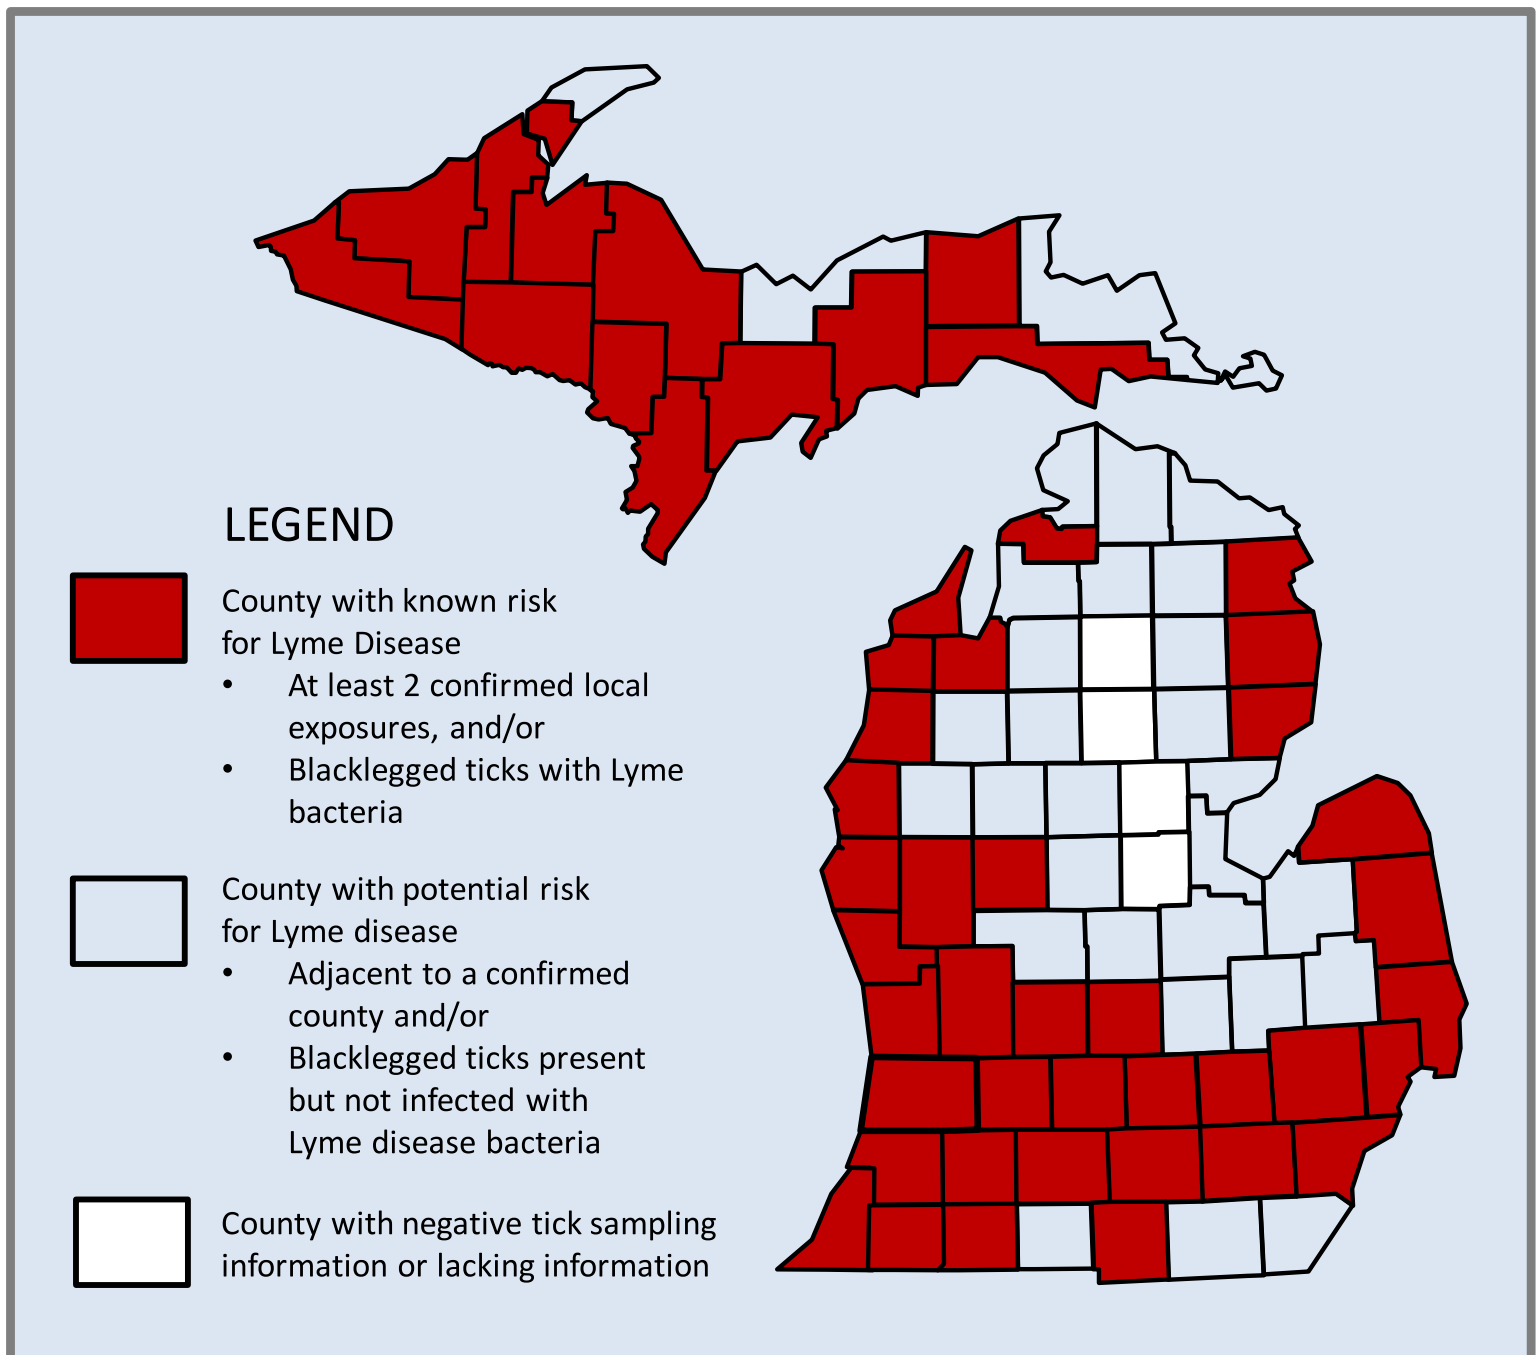 LEGEND
County with known risk
for Lyme Disease
• At least 2 confirmed local
exposures, and/or
• Blacklegged ticks with Lyme
bacteria
County with potential risk
for Lyme disease
• Adjacent to a confirmed
county and/or
• Blacklegged ticks present
but not infected with
Lyme disease bacteria
County with negative tick sampling
information or lacking information